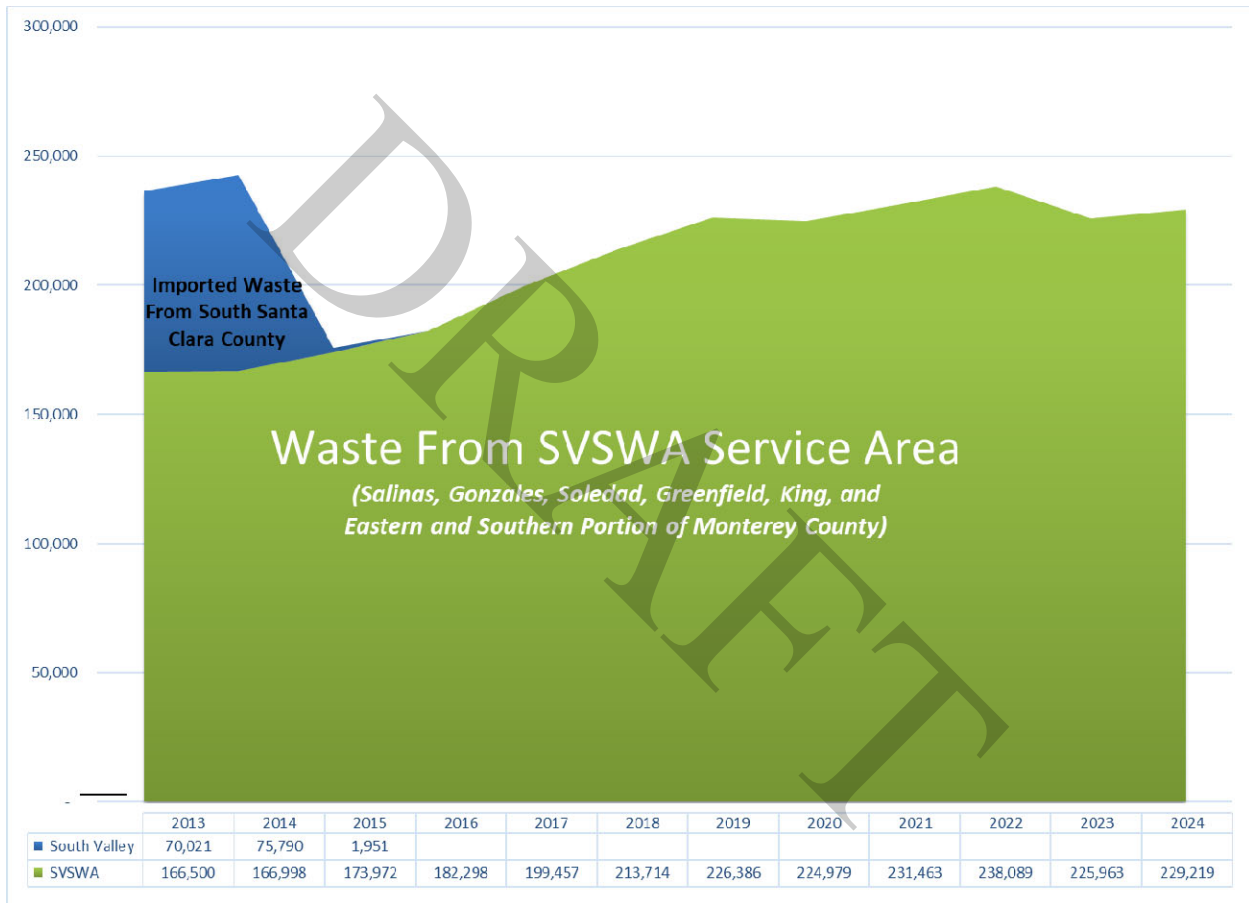 300,000
250,000
200,000
150,000
100,000
50,000
-
Imported Waste
From South Santa
Clara County
Waste From SVSWA Service Area
(Salinas, Gonzales, Soledad, Greenfield, King, and
Eastern and Southern Portion of Monterey County)
DRAFT
2013 2014 2015 2016 2017 2018 2019 2020 2021 2022 2023 2024
South Valley 70,021 75,790 1,951
SVSWA 166,500 166,998 173,972 182,298 199,457 213,714 226,386 224,979 231,463 238,089 225,963 229,219